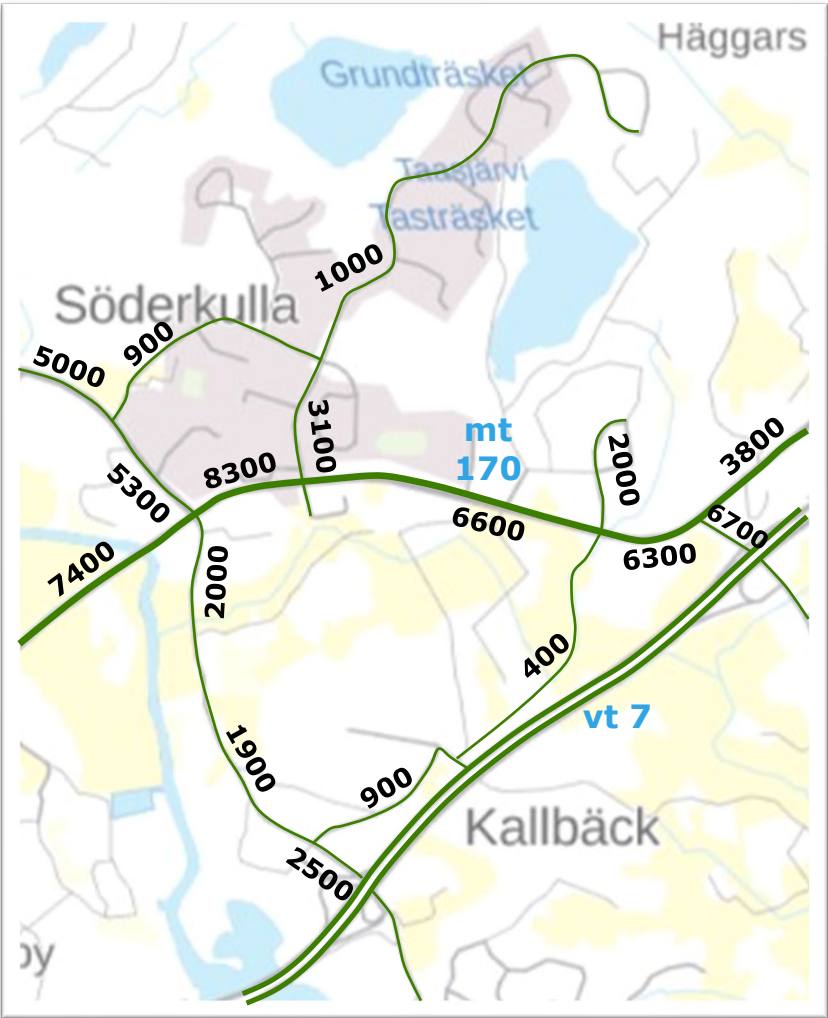 Häggars
Grundträsket
Taasjärvi
Tasträsket
1000
Söderkulla
900
5000
3100
mt
170
2000
3800
8300
5300
6600
6700
6300
7400
2000
400
vt 7
1900
900
Kallbäck
2500
by